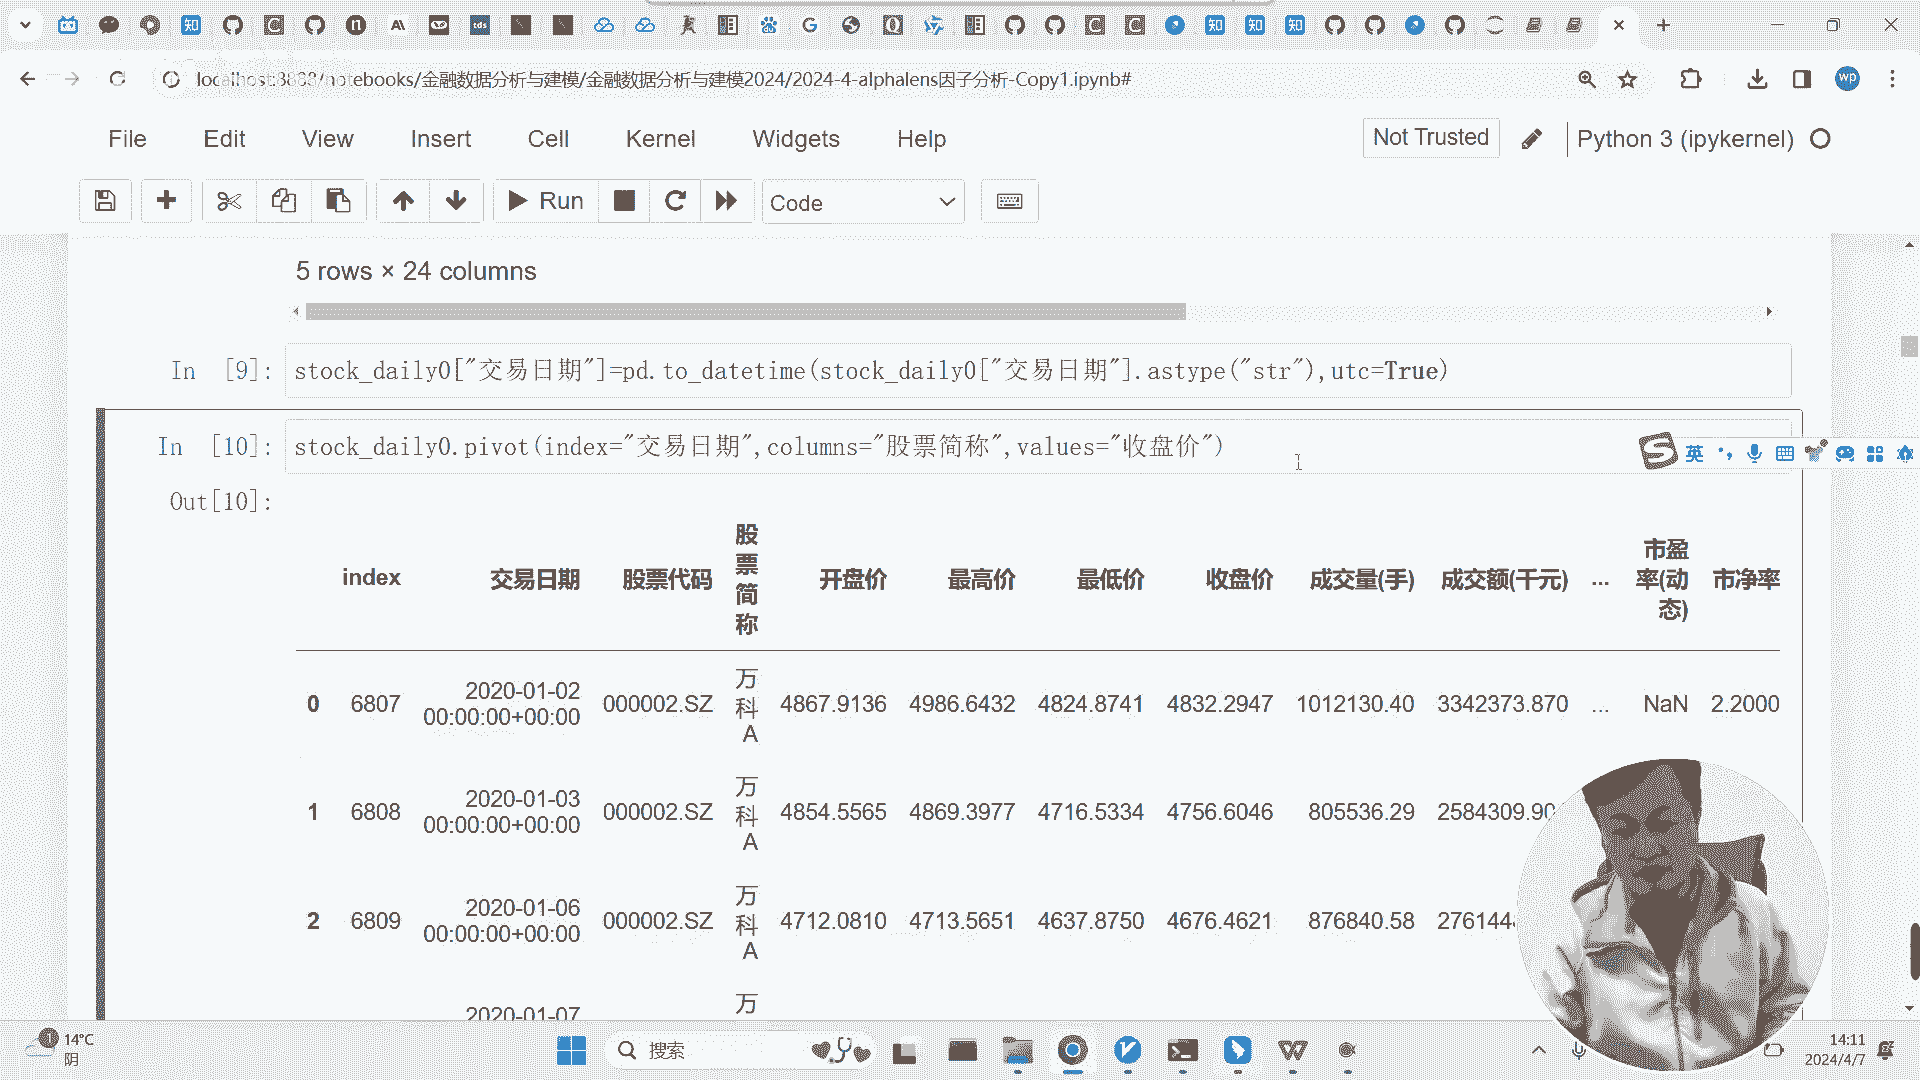 localhost:8888/notebooks/金融数据分析与建模/金融数据分析与建模2024/2024-4-alphalens因子分析-Copy1.ipynb#
File Edit View Insert Cell Kernel Widgets Help Not Trusted Python 3 (ipykernel)
Run Code
5 rows × 24 columns
In [9]: stock_daily0["交易日期"]=pd.to_datetime(stock_daily0["交易日期"].astype("str"),utc=True)
In [10]: stock_daily0.pivot(index="交易日期",columns="股票简称",values="收盘价")
英
Out[10]:
index 交易日期 股票代码 股票简称 开盘价 最高价 最低价 收盘价 成交量(手) 成交额(千元) ... 市盈率(动态) 市净率
0 6807 2020-01-02 00:00:00+00:00 000002.SZ 万科A 4867.9136 4986.6432 4824.8741 4832.2947 1012130.40 3342373.870 ... NaN 2.2000
1 6808 2020-01-03 00:00:00+00:00 000002.SZ 万科A 4854.5565 4869.3977 4716.5334 4756.6046 805536.29 2584309.90
2 6809 2020-01-06 00:00:00+00:00 000002.SZ 万科A 4712.0810 4713.5651 4637.8750 4676.4621 876840.58 276144
2020-01-07 万
14°C
阴
搜索
14:11
2024/4/7